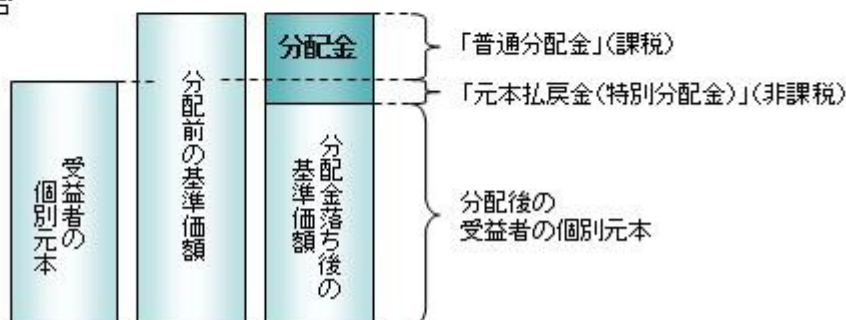 受益者の
個別元本
分配前の基準価額
分配金
分配金落ち後の
基準価額
「普通分配金」(課税)
「元本払戻金(特別分配金)」(非課税)
分配後の
受益者の個別元本